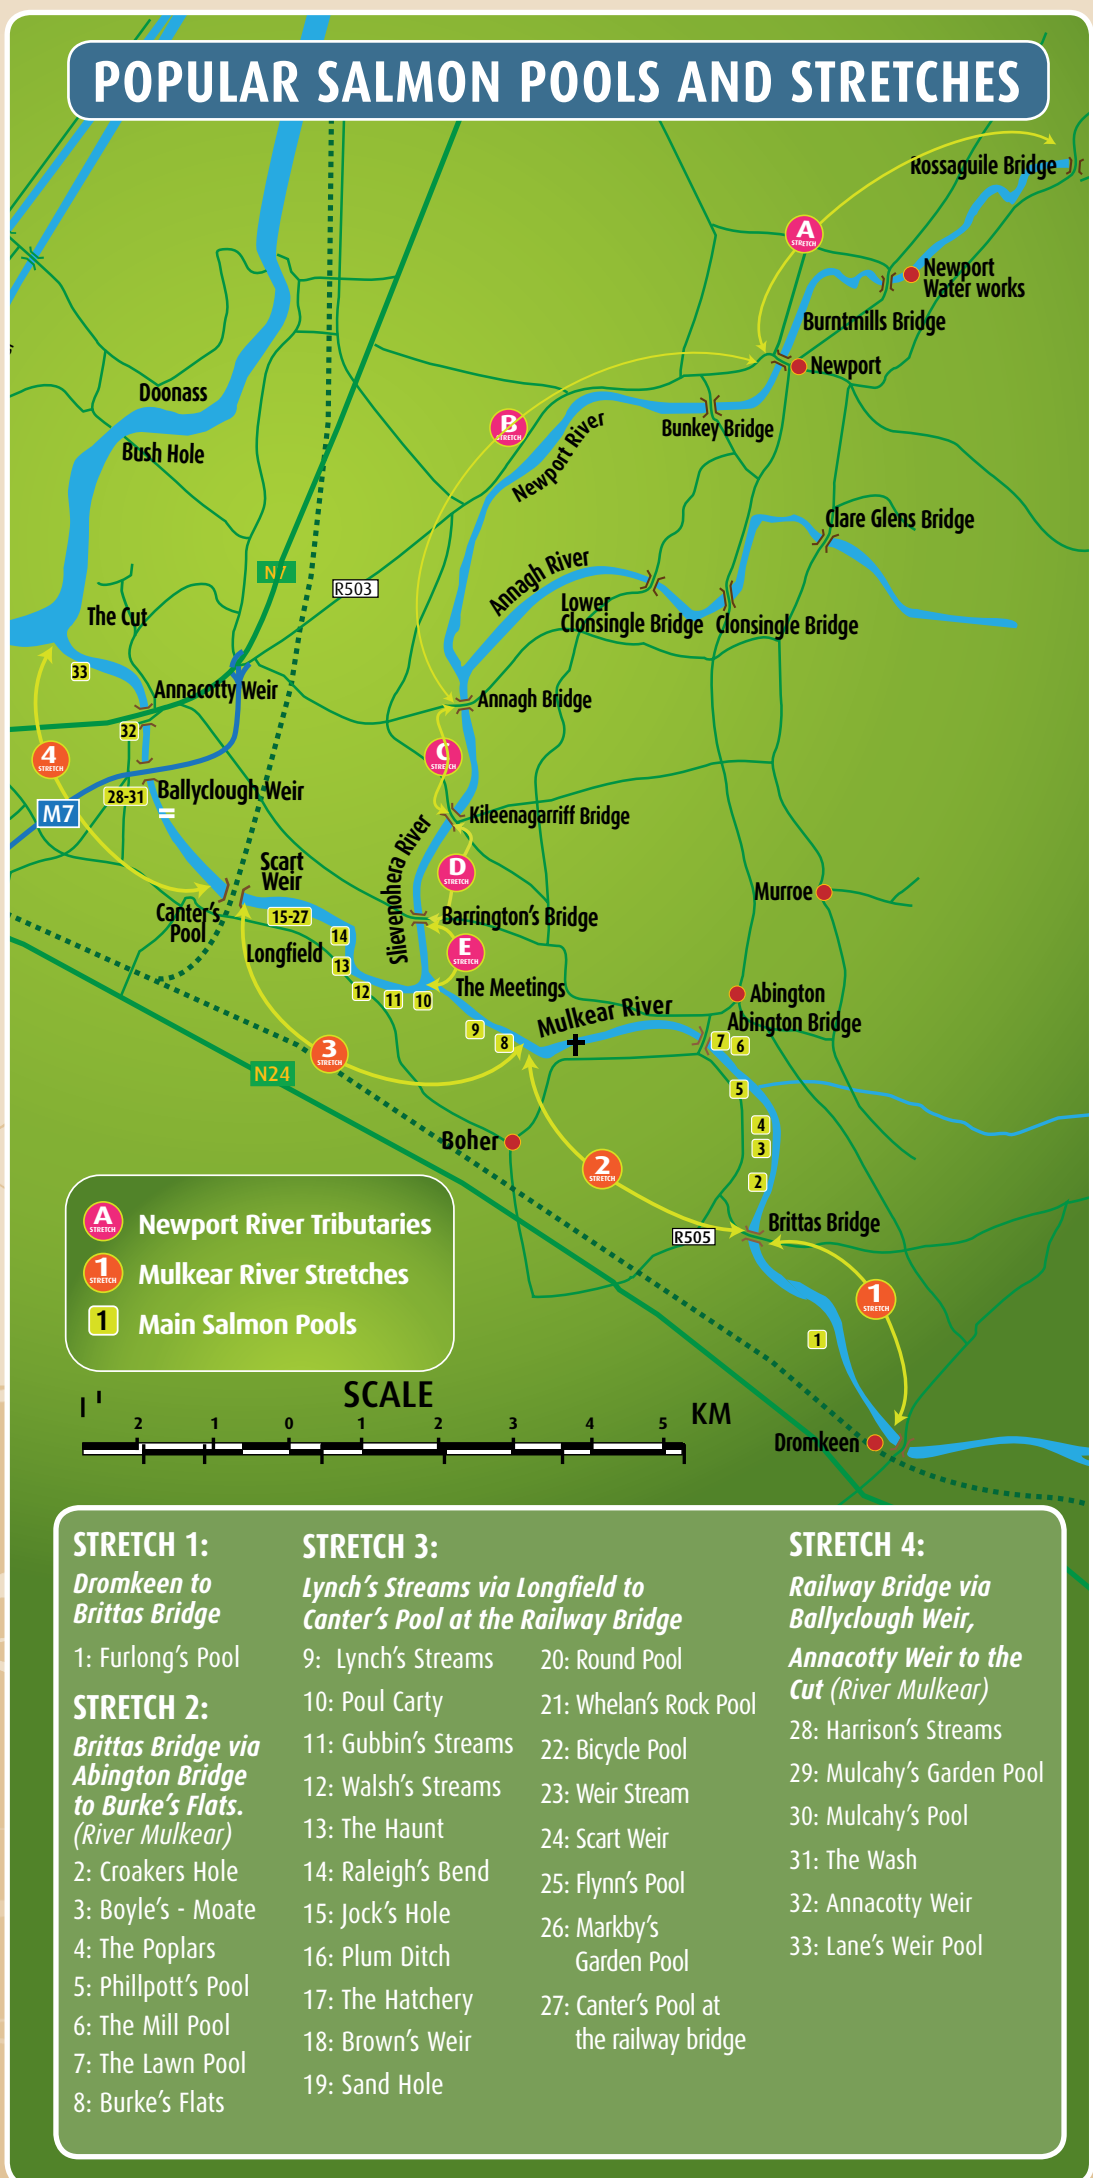 POPULAR SALMON POOLS AND STRETCHES
Rossaguile Bridge
A
STRETCH
Newport
Water works
Burntmills Bridge
Newport
Doonass
Bush Hole
B
STRETCH
Newport River
Bunkey Bridge
Clare Glens Bridge
N7
R503
Annagh River
Lower
Clonsingle Bridge
Clonsingle Bridge
The Cut
33
Annacotty Weir
Annagh Bridge
32
4
STRETCH
C
STRETCH
28-31
Ballyclough Weir
M7
Kileenagarriff Bridge
Slievenohera River
Scart
Weir
D
STRETCH
Murroe
Canter's
Pool
15-27
Barrington's Bridge
14
Longfield
E
STRETCH
13
12
11
10
The Meetings
Abington
Mulkear River
Abington Bridge
9
8
7
6
3
STRETCH
N24
5
4
3
2
Boher
2
STRETCH
R505
Brittas Bridge
1
STRETCH
1
Dromkeen
A
STRETCH
Newport River Tributaries
1
STRETCH
Mulkear River Stretches
1
Main Salmon Pools
SCALE
2 1 0 1 2 3 4 5 KM
STRETCH 1:
Dromkeen to
Brittas Bridge
1: Furlong's Pool
STRETCH 2:
Brittas Bridge via
Abington Bridge
to Burke's Flats.
(River Mulkear)
2: Croakers Hole
3: Boyle's - Moate
4: The Poplars
5: Phillpott's Pool
6: The Mill Pool
7: The Lawn Pool
8: Burke's Flats
STRETCH 3:
Lynch's Streams via Longfield to
Canter's Pool at the Railway Bridge
9: Lynch's Streams
10: Poul Carty
11: Gubbin's Streams
12: Walsh's Streams
13: The Haunt
14: Raleigh's Bend
15: Jock's Hole
16: Plum Ditch
17: The Hatchery
18: Brown's Weir
19: Sand Hole
20: Round Pool
21: Whelan's Rock Pool
22: Bicycle Pool
23: Weir Stream
24: Scart Weir
25: Flynn's Pool
26: Markby's
Garden Pool
27: Canter's Pool at
the railway bridge
STRETCH 4:
Railway Bridge via
Ballyclough Weir,
Annacotty Weir to the
Cut (River Mulkear)
28: Harrison's Streams
29: Mulcahy's Garden Pool
30: Mulcahy's Pool
31: The Wash
32: Annacotty Weir
33: Lane's Weir Pool